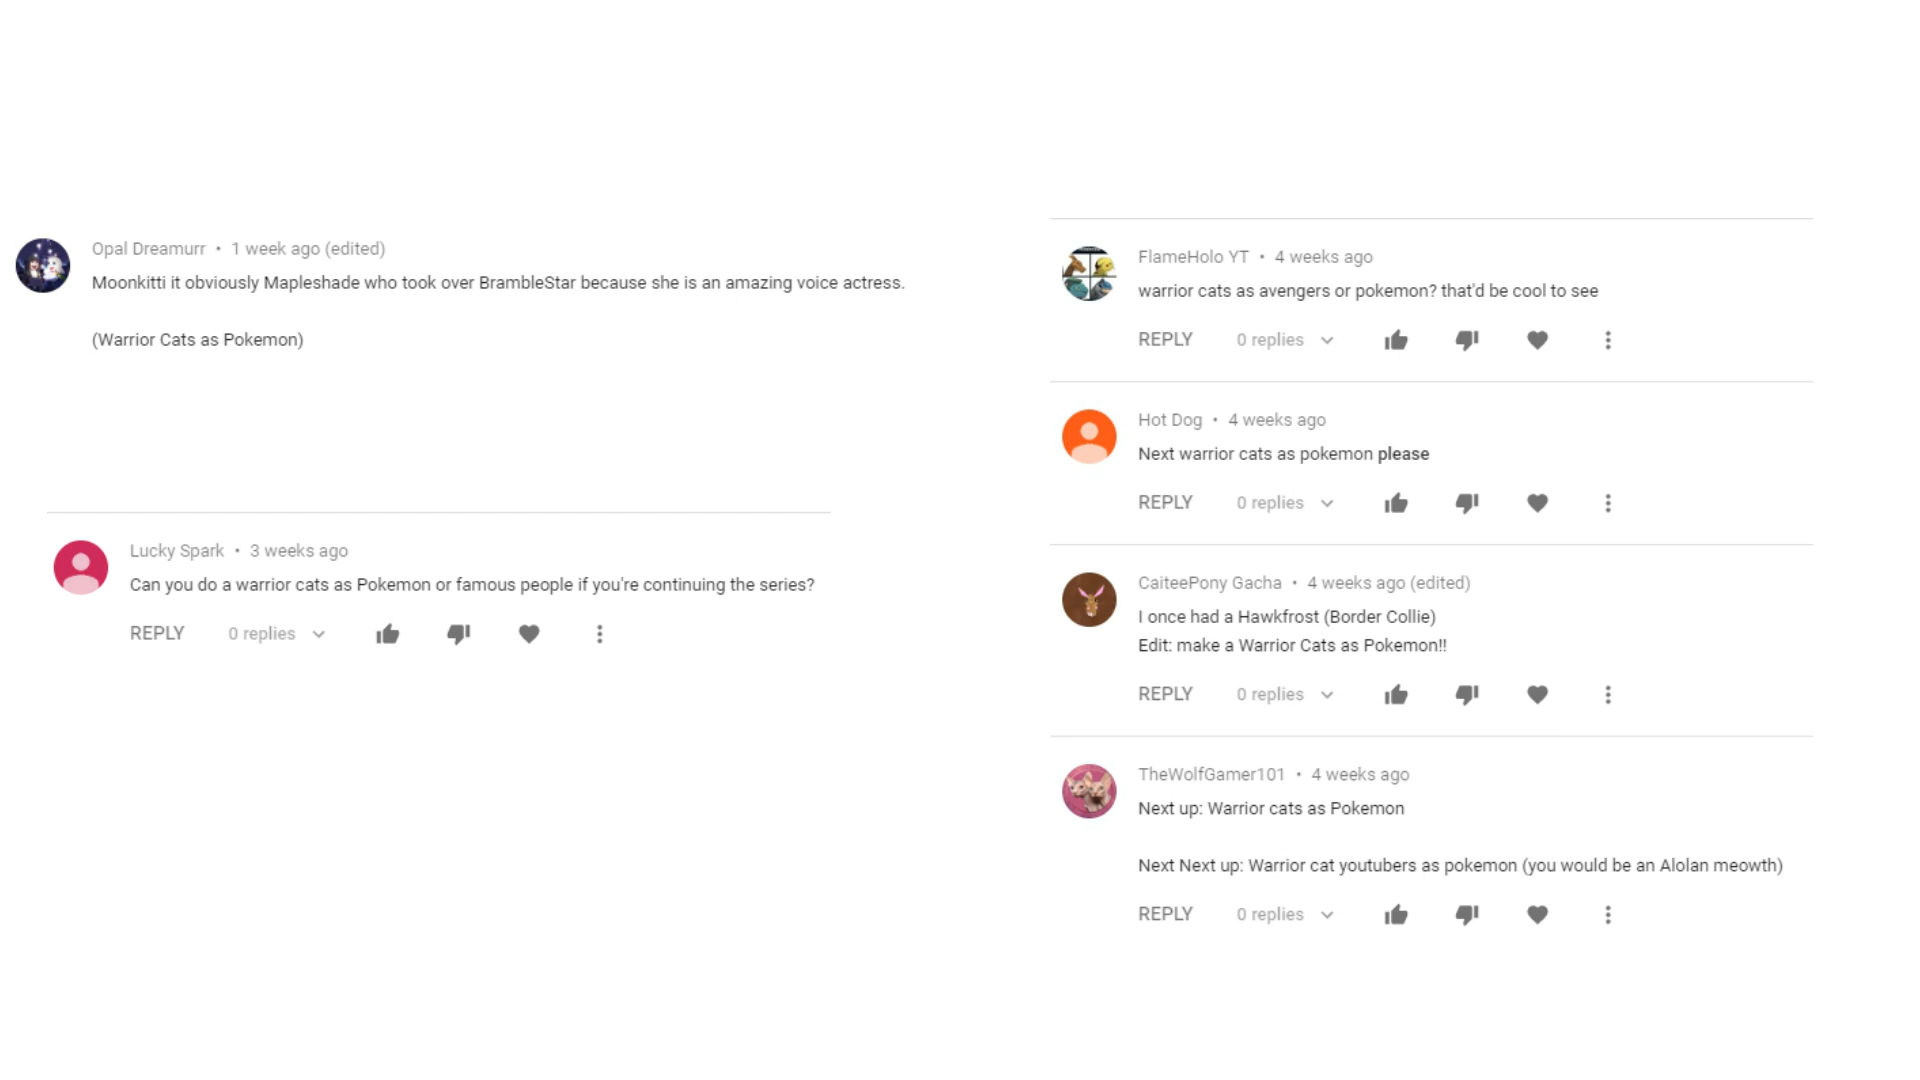 Opal Dreamurr • 1 week ago (edited)
Moonkitti it obviously Mapleshade who took over BrambleStar because she is an amazing voice actress.
(Warrior Cats as Pokemon)
Lucky Spark • 3 weeks ago
Can you do a warrior cats as Pokemon or famous people if you're continuing the series?
REPLY 0 replies
FlameHolo YT • 4 weeks ago
warrior cats as avengers or pokemon? that'd be cool to see
REPLY 0 replies
Hot Dog • 4 weeks ago
Next warrior cats as pokemon please
REPLY 0 replies
CaiteePony Gacha • 4 weeks ago (edited)
I once had a Hawkfrost (Border Collie)
Edit: make a Warrior Cats as Pokemon!!
REPLY 0 replies
TheWolfGamer101 • 4 weeks ago
Next up: Warrior cats as Pokemon
Next Next up: Warrior cat youtubers as pokemon (you would be an Alolan meowth)
REPLY 0 replies